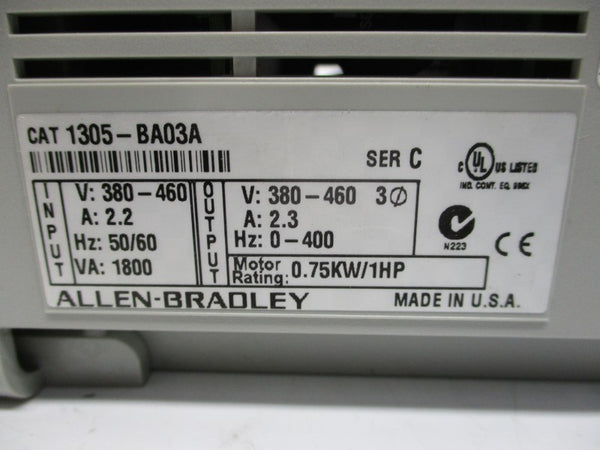 CAT 1305-BA03A
SER C
INPUT
V: 380-460
A: 2.2
Hz: 50/60
VA: 1800
OUTPUT
V: 380-460 3Ø
A: 2.3
Hz: 0-400
Motor Rating: 0.75KW/1HP
C UL US LISTED
IND. CONT. EQ. 966X
N223
CE
ALLEN-BRADLEY
MADE IN U.S.A.